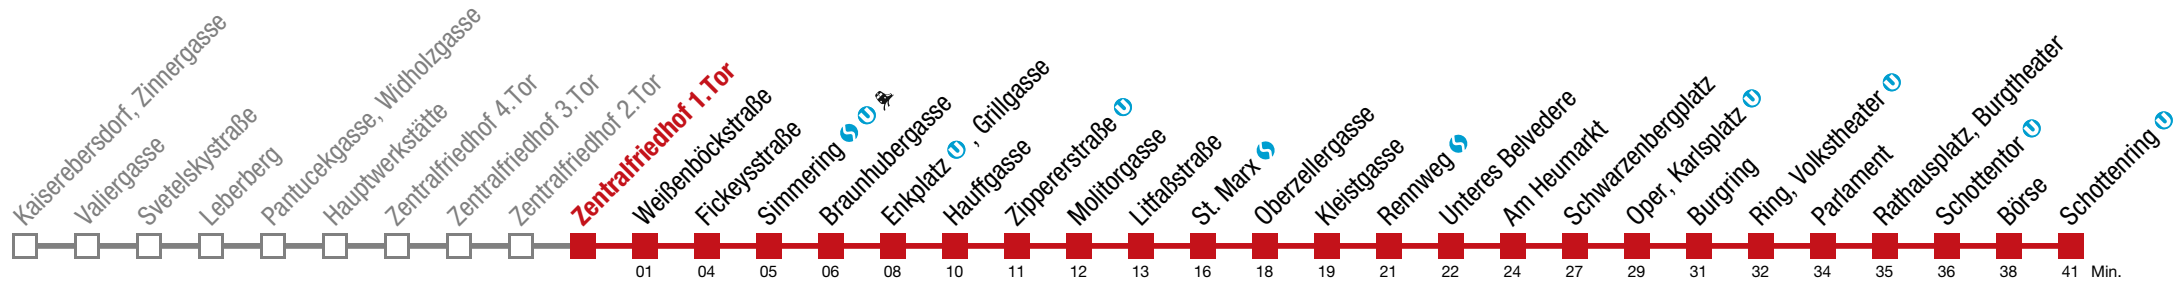 Kaiserebersdorf, Zinnergasse
Valiergasse
Svetelskystraße
Leberberg
Pantucekgasse, Widholzgasse
Hauptwerkstätte
Zentralfriedhof 4.Tor
Zentralfriedhof 3.Tor
Zentralfriedhof 2.Tor
Zentralfriedhof 1.Tor
Weißenböckstraße
Fickeysstraße
Simmering S U
Braunhubergasse
Enkplatz U , Grillgasse
Hauffgasse
Zippererstraße U
Molitorgasse
Litfaßstraße
St. Marx S
Oberzellergasse
Kleistgasse
Rennweg S
Unteres Belvedere
Am Heumarkt
Schwarzenbergplatz
Oper, Karlsplatz U
Burgring
Ring, Volkstheater U
Parlament
Rathausplatz, Burgtheater
Schottentor U
Börse
Schottenring U
01 04 05 06 08 10 11 12 13 16 18 19 21 22 24 27 29 31 32 34 35 36 38 41 Min.